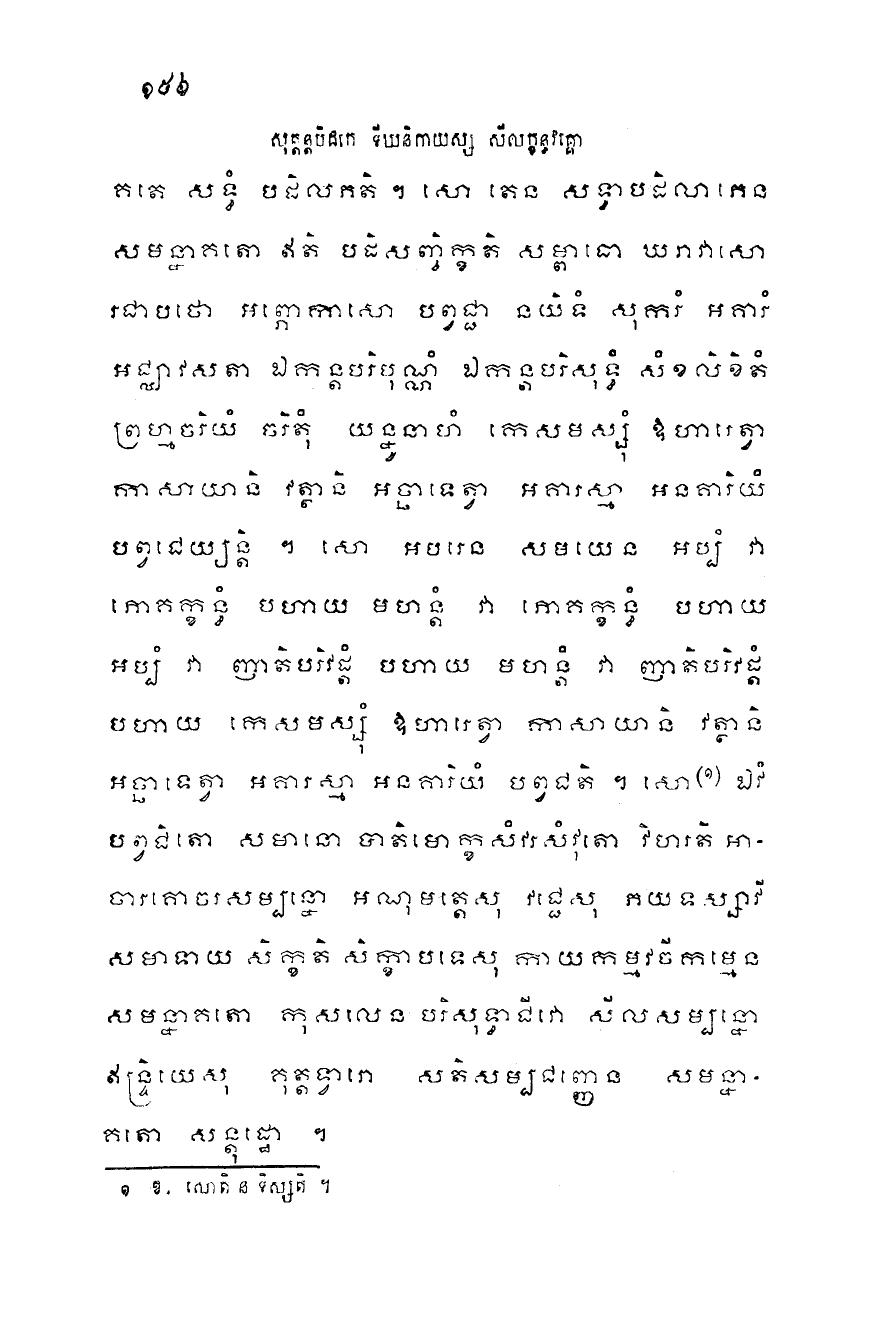 ១៥៦
សុត្តន្តបិដកេ ទីឃនិកាយស្ស សីលក្ខន្ធវគ្គោ
គតេ សទ្ធំ បដិលភតិ ។ សោ តេន សទ្ធាបដិលាភេន
សមន្នាគតោ ឥតិ បដិសញ្ចិក្ខតិ សម្ពាធោ ឃរាវាសោ
រជាបថោ អព្ភោកាសោ បព្វជ្ជា នយិទំ សុករំ អគារំ
អជ្ឈាវសតា ឯកន្តបរិបុណ្ណំ ឯកន្តបរិសុទ្ធំ សំខលិខិតំ
ព្រហ្មចរិយំ ចរិតុំ យន្នូនាហំ កេសមស្សុំ ឱហារេត្វា
កាសាយានិ វត្ថានិ អច្ឆាទេត្វា អគារស្មា អនគារិយំ
បព្វជេយ្យន្តិ ។ សោ អបរេន សមយេន អប្បំ វា
ភោគក្ខន្ធំ បហាយ មហន្តំ វា ភោគក្ខន្ធំ បហាយ
អប្បំ វា ញាតិបរិវដ្តំ បហាយ មហន្តំ វា ញាតិបរិវដ្តំ
បហាយ កេសមស្សុំ ឱហារេត្វា កាសាយានិ វត្ថានិ
អច្ឆាទេត្វា អគារស្មា អនគារិយំ បព្វជតិ ។ សោ(១) ឯវំ
បព្វជិតោ សមានោ បាតិមោក្ខសំវរសំវុតោ វិហរតិ អា-
ចារគោចរសម្បន្នោ អណុមត្តេសុ វជ្ជេសុ ភយទស្សាវី
សមាទាយ សិក្ខតិ សិក្ខាបទេសុ កាយកម្មវចីកម្មេន
សមន្នាគតោ កុសលេន បរិសុទ្ធាជីវោ សីលសម្បន្នោ
ឥន្ទ្រិយេសុ គុត្តទ្វារោ សតិសម្បជញ្ញេន សមន្នា-
គតោ សន្តុដ្ឋោ ។
១ ឱ. សោតិ ន ទិស្សតិ ។